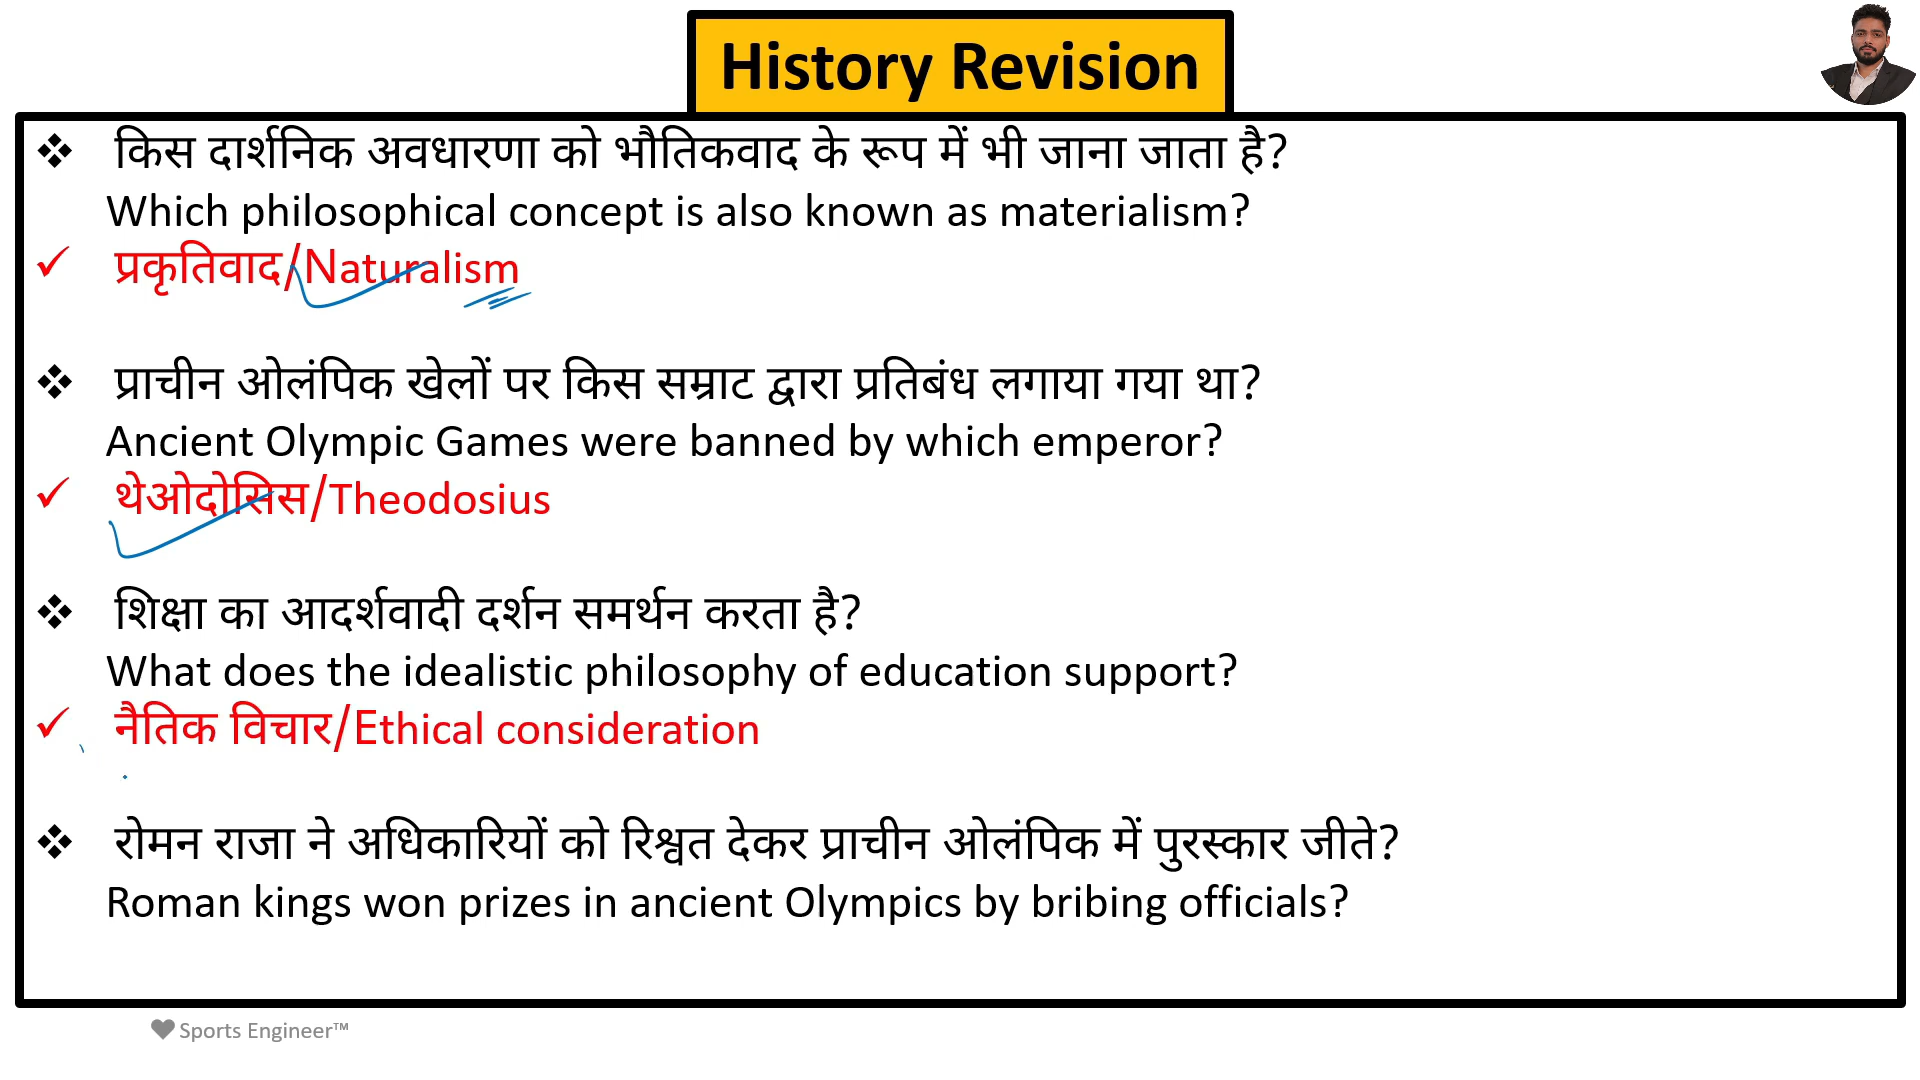 History Revision
किस दार्शनिक अवधारणा को भौतिकवाद के रूप में भी जाना जाता है?
Which philosophical concept is also known as materialism?
प्रकृतिवाद/Naturalism
प्राचीन ओलंपिक खेलों पर किस सम्राट द्वारा प्रतिबंध लगाया गया था?
Ancient Olympic Games were banned by which emperor?
थेओदोसिस/Theodosius
शिक्षा का आदर्शवादी दर्शन समर्थन करता है?
What does the idealistic philosophy of education support?
नैतिक विचार/Ethical consideration
रोमन राजा ने अधिकारियों को रिश्वत देकर प्राचीन ओलंपिक में पुरस्कार जीते?
Roman kings won prizes in ancient Olympics by bribing officials?
Sports Engineer™